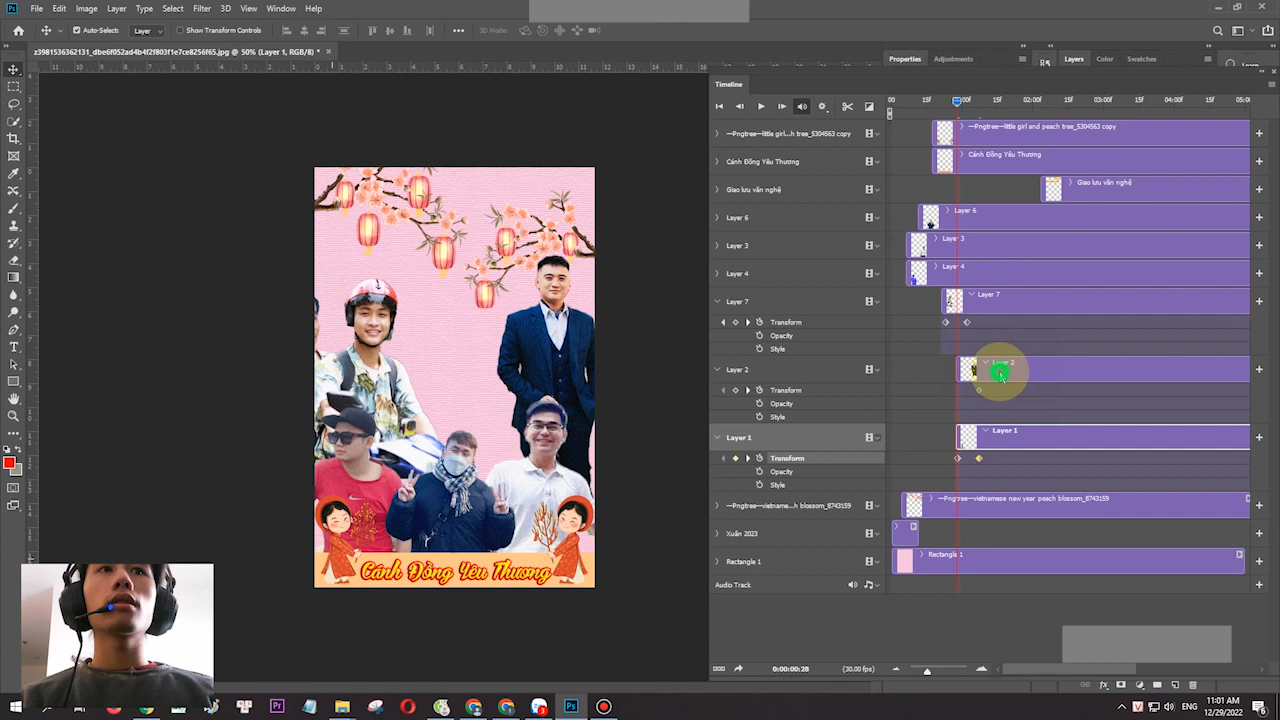 File Edit Image Layer Type Select Filter 3D View Window Help
Auto-Select: Layer Show Transform Controls 3D Mode:
z3981536362131_dbe6f052ad4b4f2f803f1e7ce8256f65.jpg @ 50% (Layer 1, RGB/8) *
Properties Adjustments Layers Color Swatches
Timeline
00 15f 00f 15f 02:00f 03:00f 04:00f 05:0
—Pngtree—little girl...h tree_5304563 copy —Pngtree—little girl and peach tree_5304563 copy
Cánh Đồng Yêu Thương Cánh Đồng Yêu Thương
Giao lưu văn nghệ Giao lưu văn nghệ
Layer 6 Layer 6
Layer 3 Layer 3
Layer 4 Layer 4
Layer 7 Layer 7
Transform
Opacity
Style
Layer 2
Transform
Opacity
Style
Layer 1 Layer 1
Transform
Opacity
Style
—Pngtree—vietname...h blossom_8743159 —Pngtree—vietnamese new year peach blossom_8743159
Xuân 2023
Rectangle 1 Rectangle 1
Audio Track
Cánh Đồng Yêu Thương
0:00:00:28 (30.00 fps)
ENG 11:01 AM
12/29/2022